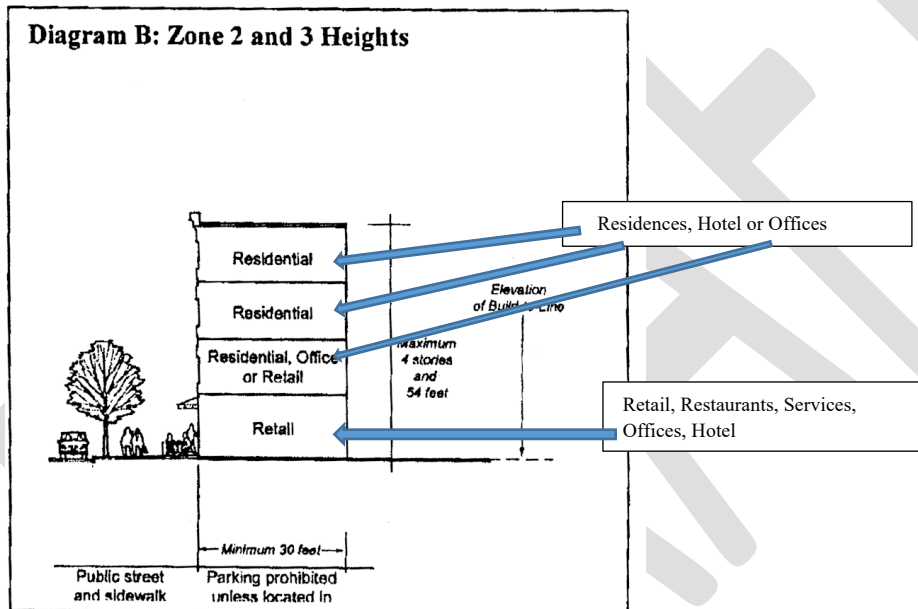 Diagram B: Zone 2 and 3 Heights
Residences, Hotel or Offices
Residential
Elevation
of Build-to-Line
Residential
Maximum
4 stories
and
54 feet
Residential, Office
or Retail
Retail, Restaurants, Services,
Offices, Hotel
Retail
Minimum 30 feet
Public street
and sidewalk
Parking prohibited
unless located in